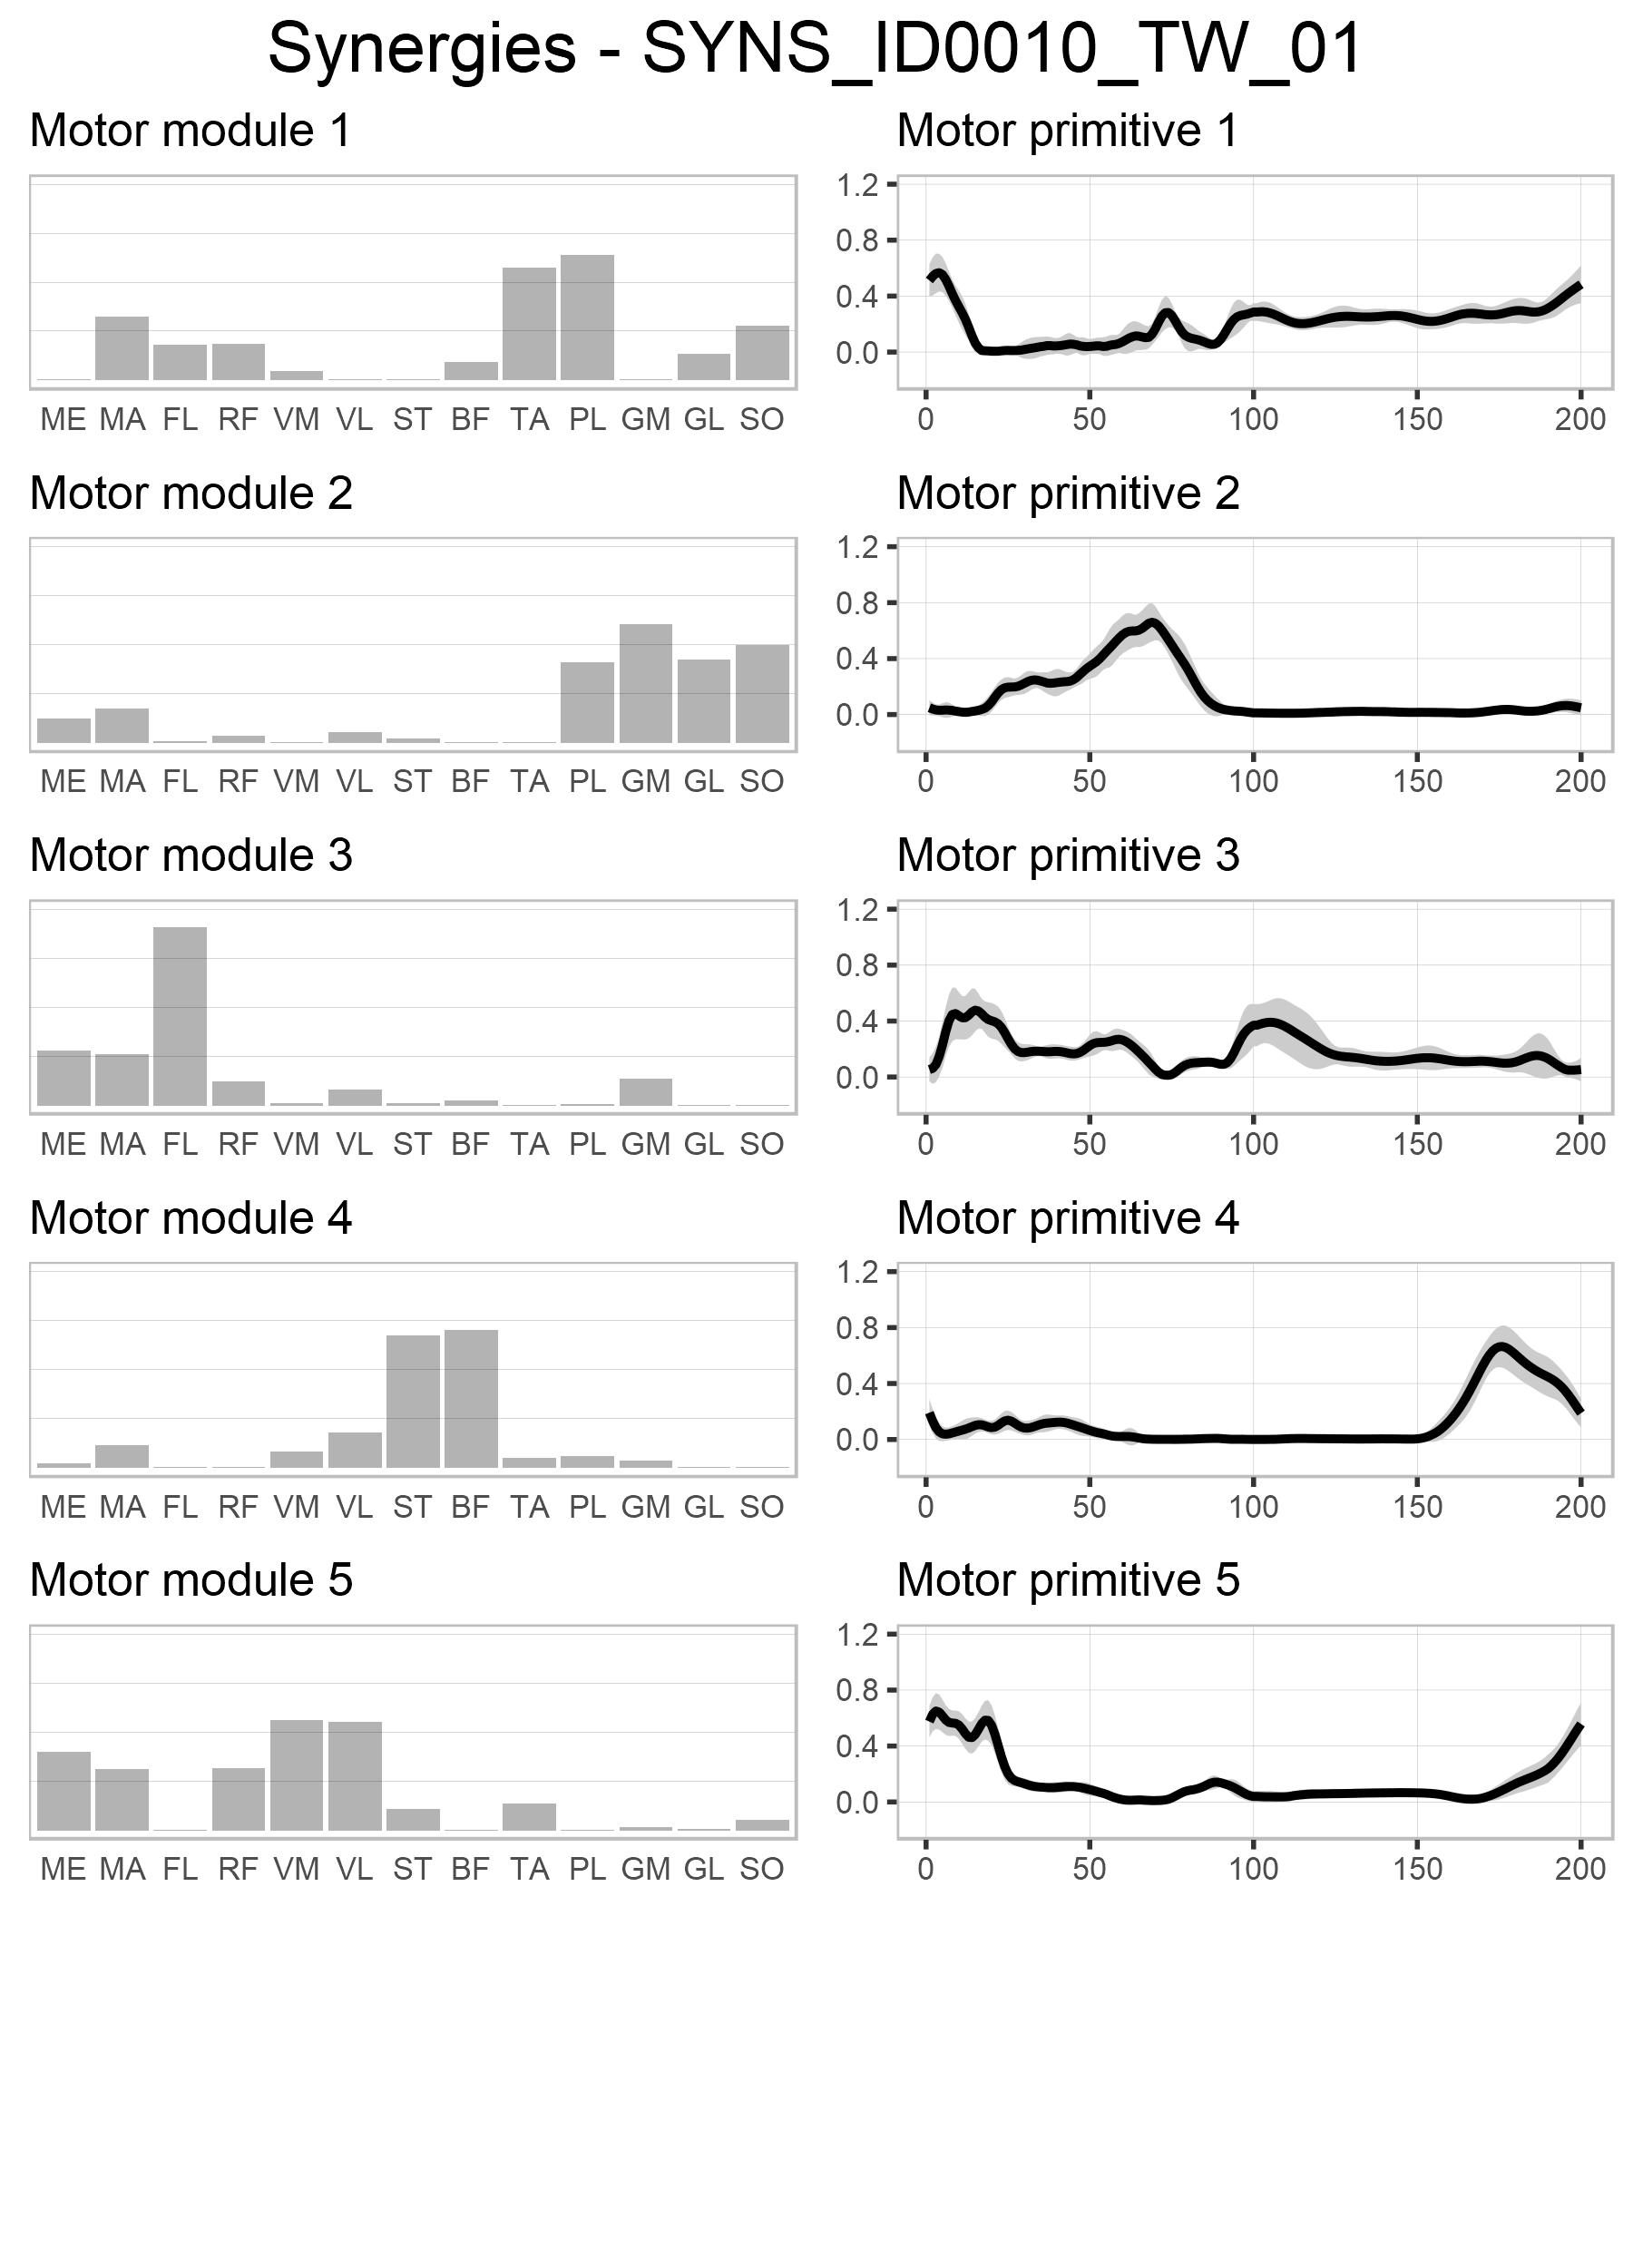 Synergies - SYNS_ID0010_TW_01
Motor module 1
Motor primitive 1
1.2
0.8
0.4
0.0
ME MA FL RF VM VL ST BF TA PL GM GL SO
0 50 100 150 200
Motor module 2
Motor primitive 2
1.2
0.8
0.4
0.0
ME MA FL RF VM VL ST BF TA PL GM GL SO
0 50 100 150 200
Motor module 3
Motor primitive 3
1.2
0.8
0.4
0.0
ME MA FL RF VM VL ST BF TA PL GM GL SO
0 50 100 150 200
Motor module 4
Motor primitive 4
1.2
0.8
0.4
0.0
ME MA FL RF VM VL ST BF TA PL GM GL SO
0 50 100 150 200
Motor module 5
Motor primitive 5
1.2
0.8
0.4
0.0
ME MA FL RF VM VL ST BF TA PL GM GL SO
0 50 100 150 200